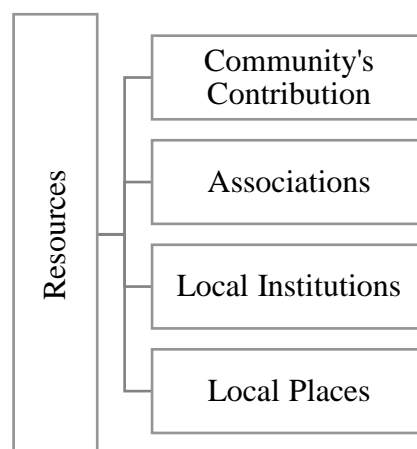 Resources
Community's
Contribution
Associations
Local Institutions
Local Places